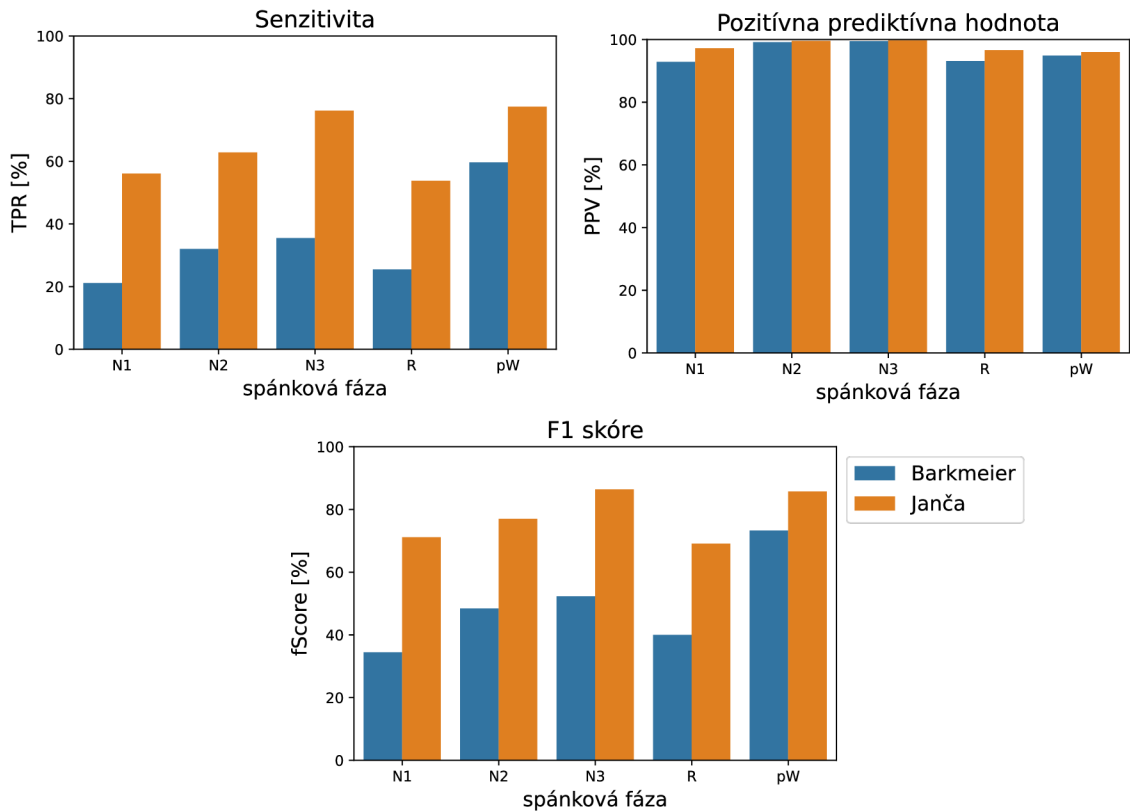 Senzitivita
100
80
60
40
20
0
TPR [%]
N1 N2 N3 R pW
spánková fáza
Pozitívna prediktívna hodnota
100
80
60
40
20
0
PPV [%]
N1 N2 N3 R pW
spánková fáza
F1 skóre
100
80
60
40
20
0
fScore [%]
N1 N2 N3 R pW
spánková fáza
Barkmeier
Janča